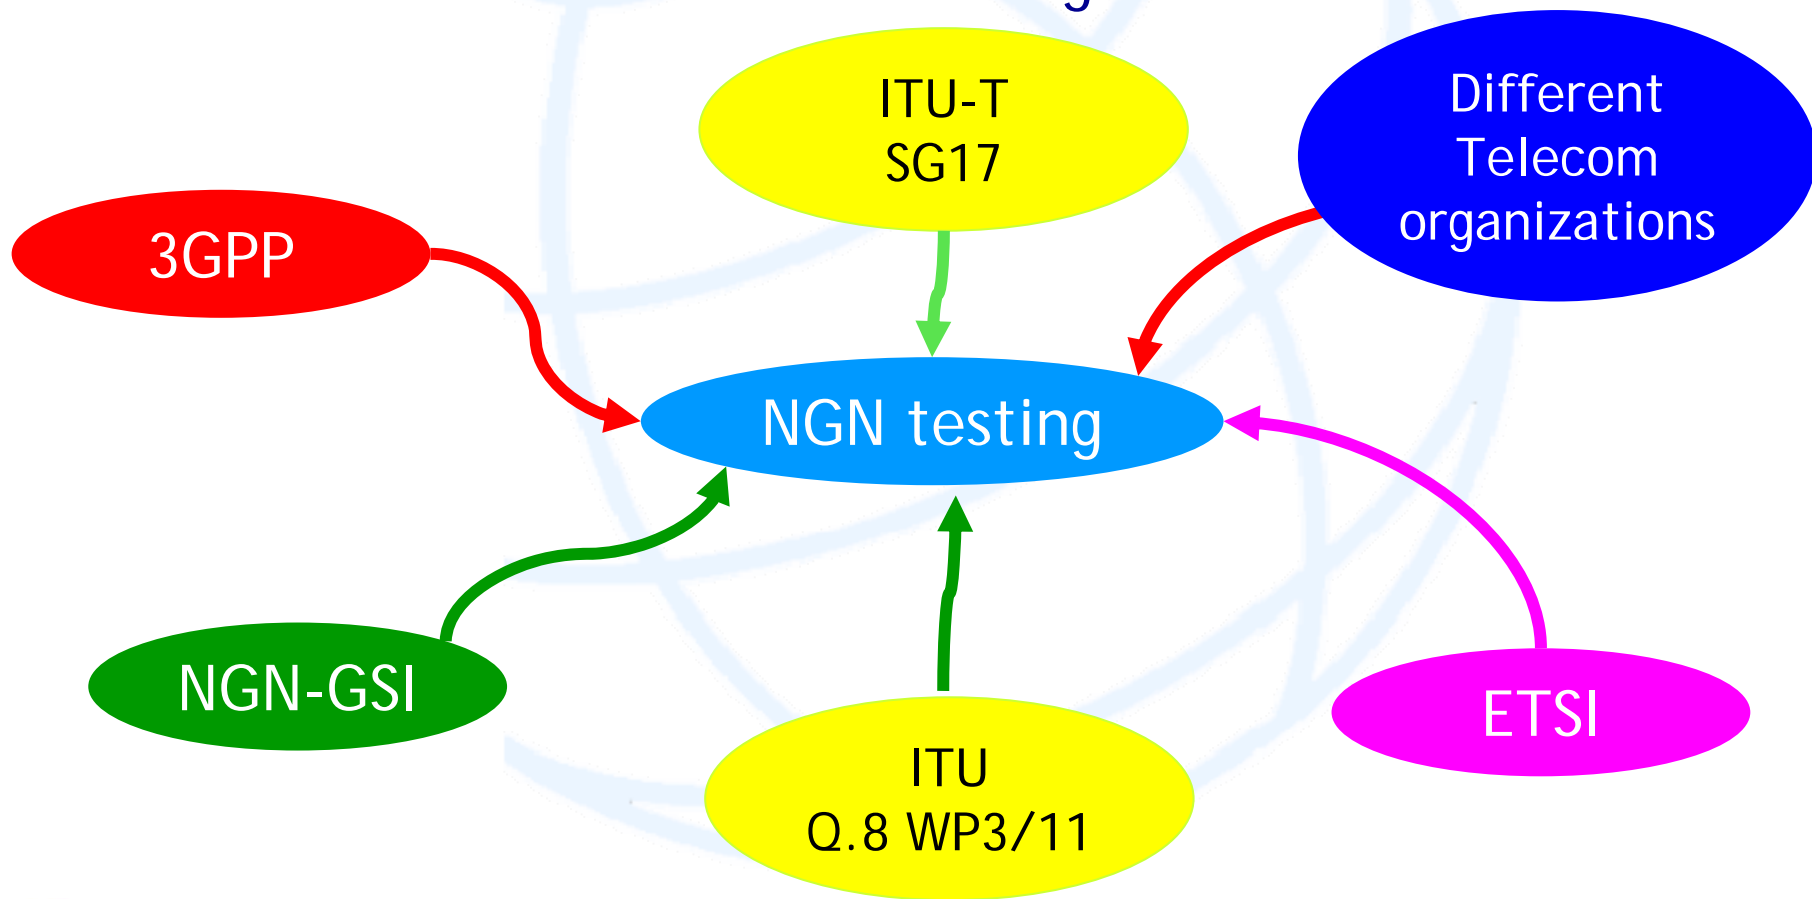 ITU-T
SG17
Different
Telecom
organizations
3GPP
NGN testing
NGN-GSI
ETSI
ITU
Q.8 WP3/11